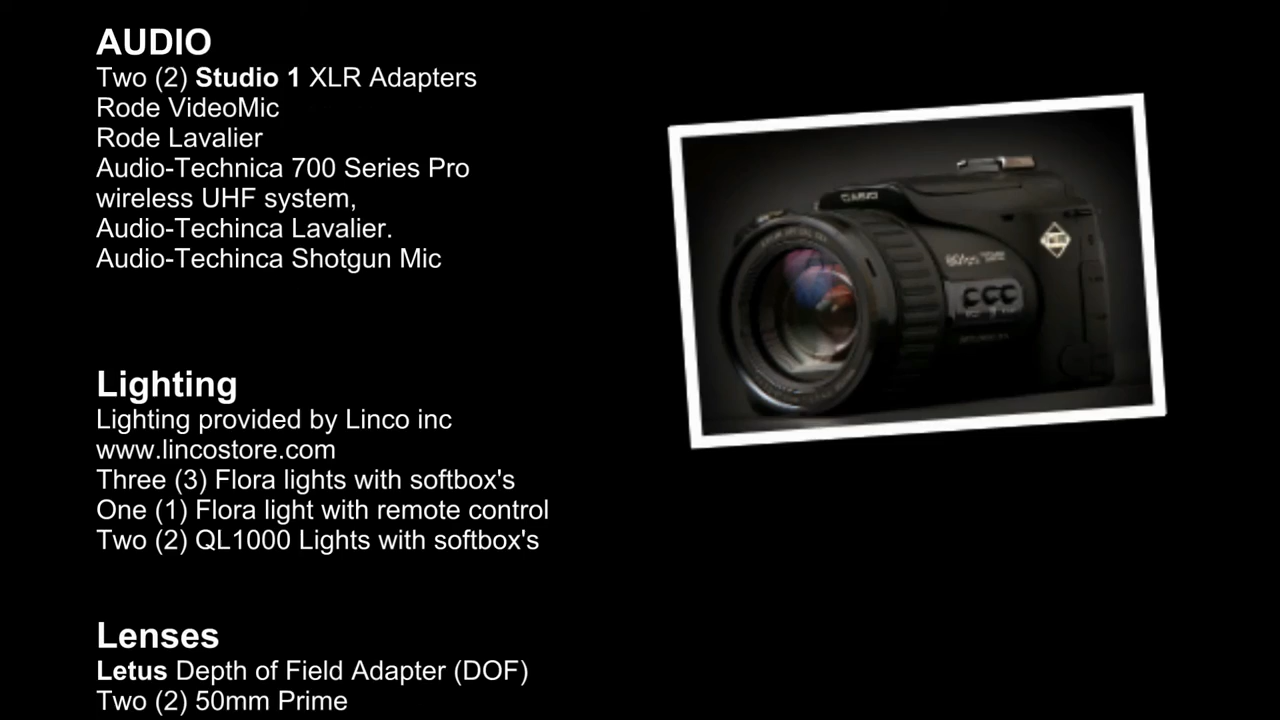 AUDIO
Two (2) Studio 1 XLR Adapters
Rode VideoMic
Rode Lavalier
Audio-Technica 700 Series Pro
wireless UHF system,
Audio-Techinca Lavalier.
Audio-Techinca Shotgun Mic
CASIO
Lighting
Lighting provided by Linco inc
www.lincostore.com
Three (3) Flora lights with softbox's
One (1) Flora light with remote control
Two (2) QL1000 Lights with softbox's
Lenses
Letus Depth of Field Adapter (DOF)
Two (2) 50mm Prime